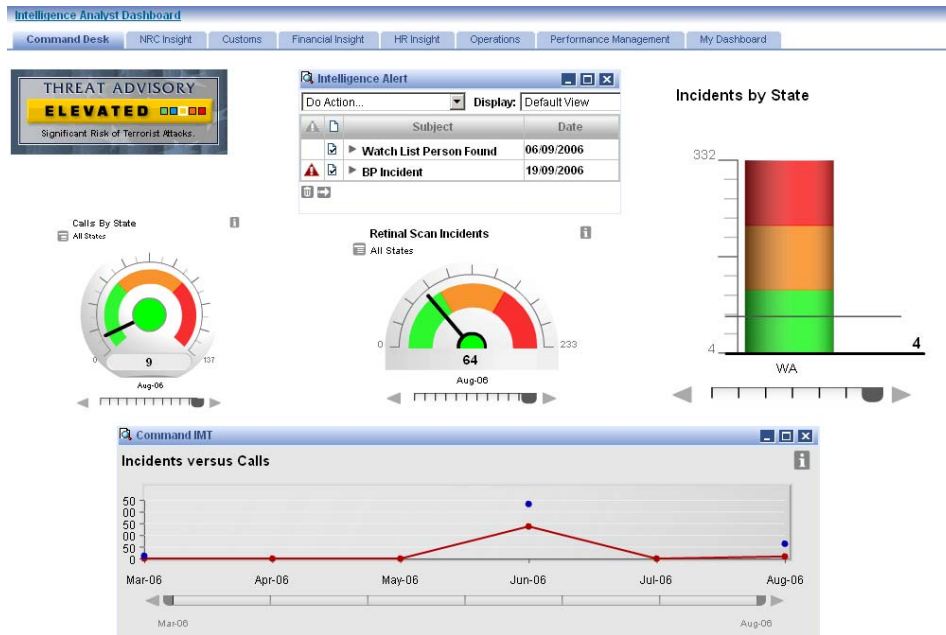 Intelligence Analyst Dashboard
Command Desk NRC Insight Customs Financial Insight HR Insight Operations Performance Management My Dashboard
THREAT ADVISORY
ELEVATED
Significant Risk of Terrorist Attacks.
Intelligence Alert
Do Action... Display: Default View
Subject Date
Watch List Person Found 06/09/2006
BP Incident 19/09/2006
Incidents by State
332
4
4
WA
Calls By State
All States
0 9 137
Aug-06
Retinal Scan Incidents
All States
0 233
64
Aug-06
Command IMT
Incidents versus Calls
50
00
50
00
50
0
Mar-06 Apr-06 May-06 Jun-06 Jul-06 Aug-06
Mar-06 Aug-06